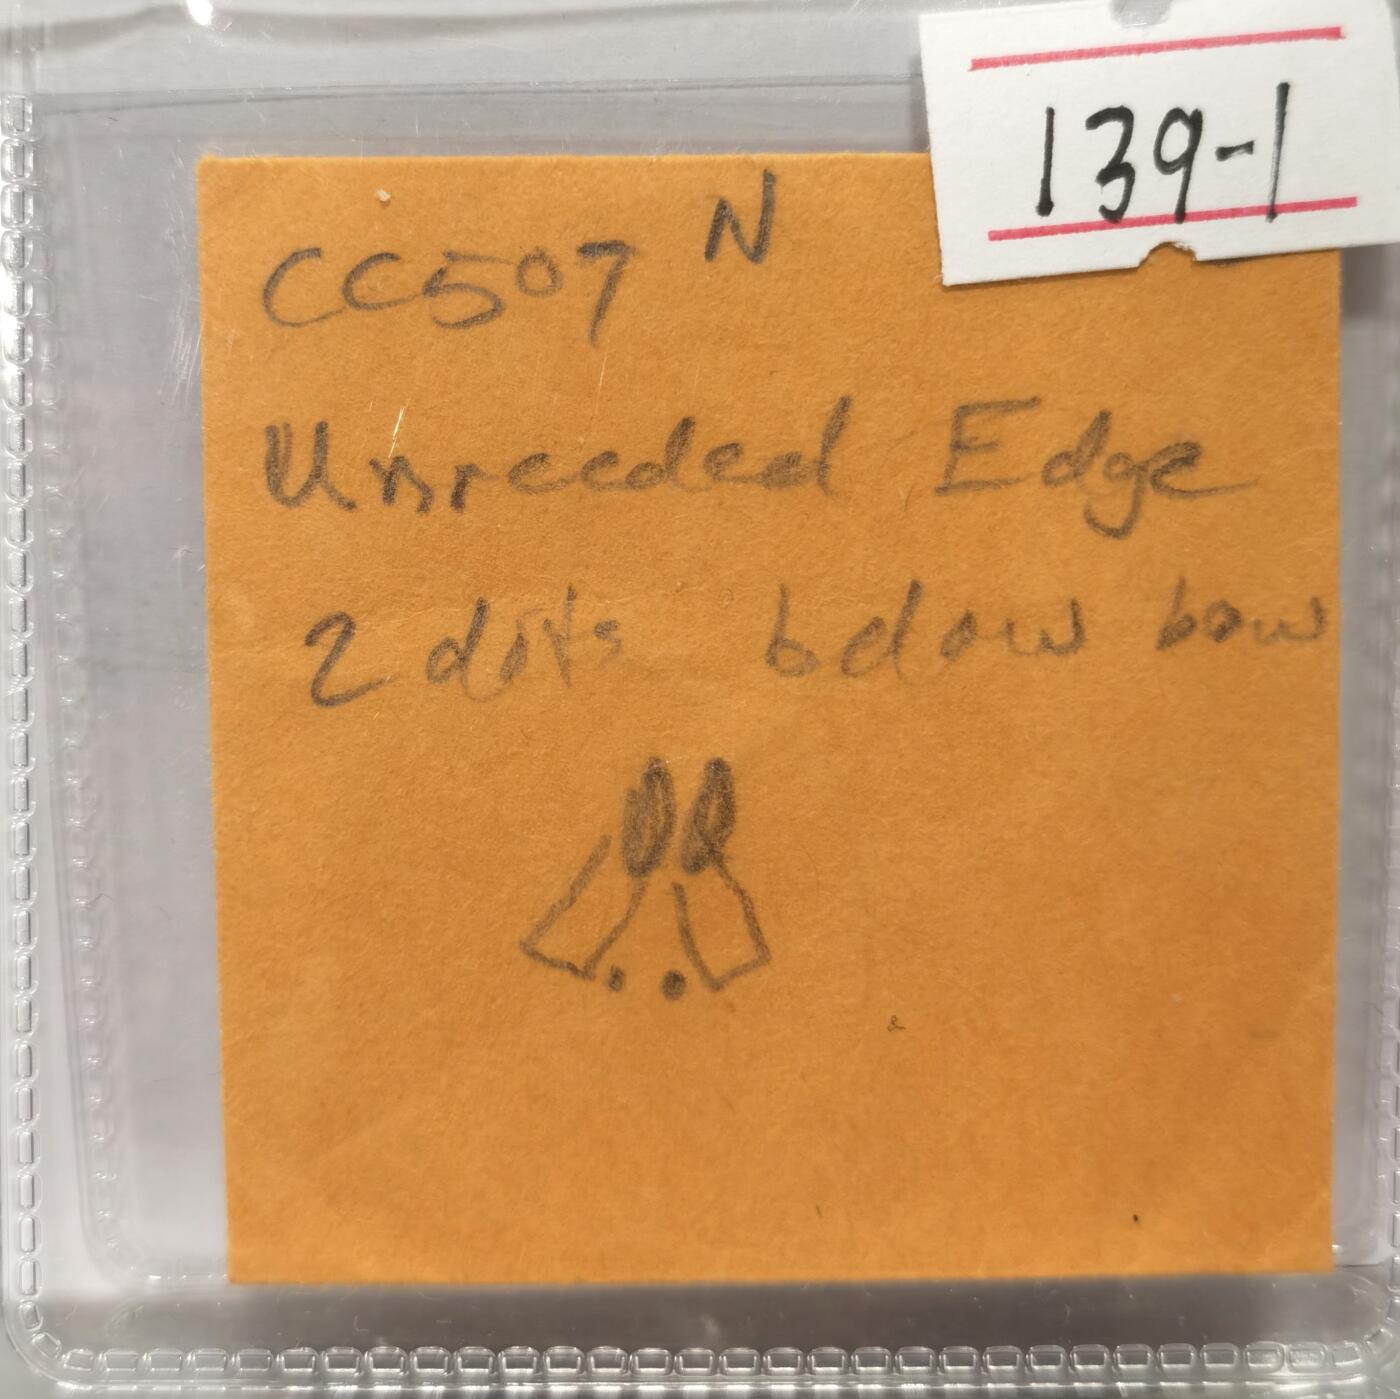 139-1
CC507 N
Unreeded Edge
2 dots below bow